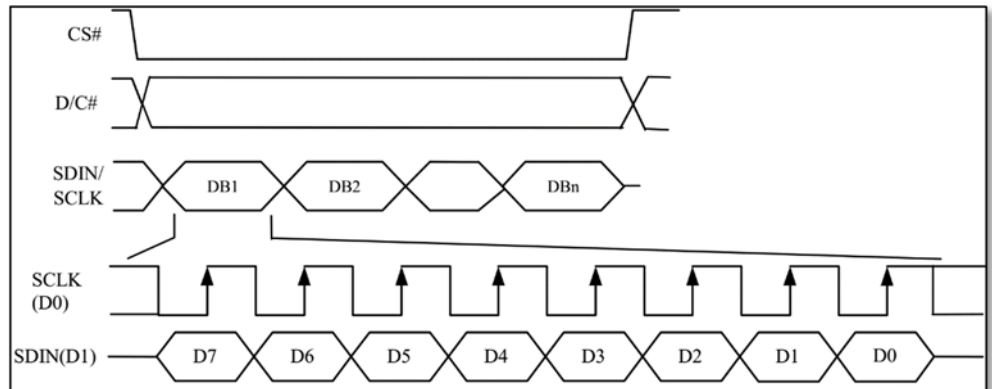 CS#
D/C#
SDIN/
SCLK
DB1 DB2 DBn
SCLK
(D0)
SDIN(D1) D7 D6 D5 D4 D3 D2 D1 D0